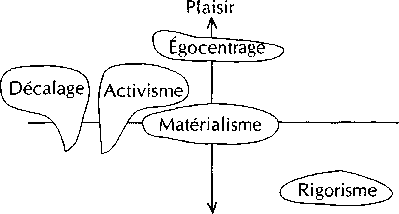 Plaisir
Égocentrage
Décalage
Activisme
Matérialisme
Rigorisme